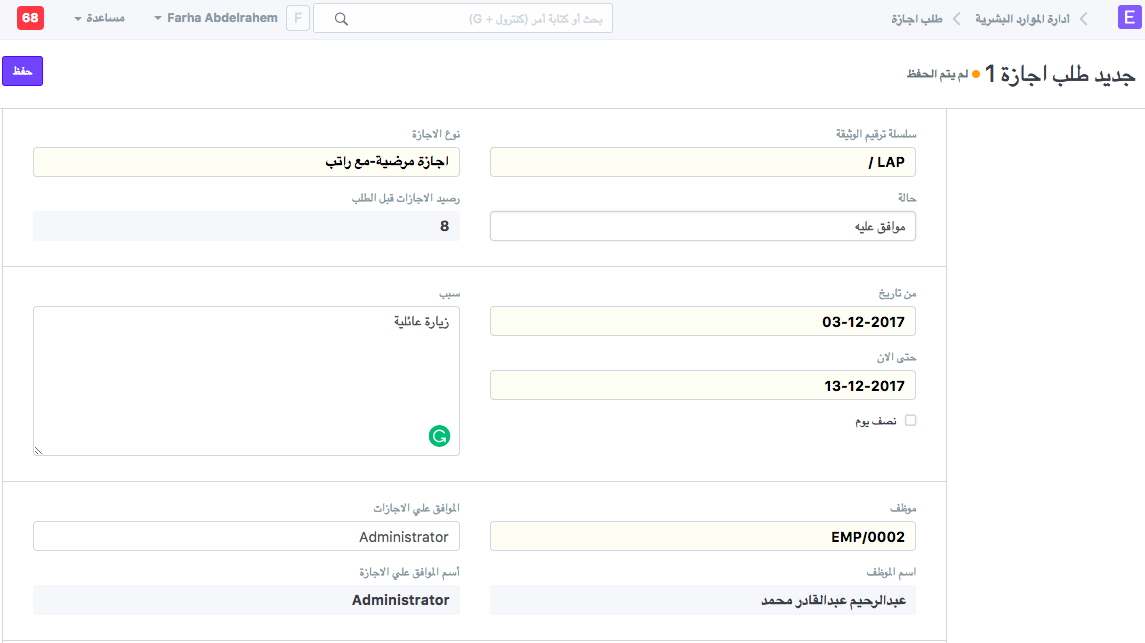 E
ادارة الموارد البشرية
طلب اجازة
بحث أو كتابة أمر (كنترول + G)
F
Farha Abdelrahem
مساعدة
68
جديد طلب اجازة 1
لم يتم الحفظ
حفظ
سلسلة ترقيم الوثيقة
LAP /
حالة
موافق عليه
نوع الاجازة
اجازة مرضية-مع راتب
رصيد الاجازات قبل الطلب
8
من تاريخ
03-12-2017
حتى الان
13-12-2017
نصف يوم
سبب
زيارة عائلية
موظف
EMP/0002
اسم الموظف
عبدالرحيم عبدالقادر محمد
الموافق علي الاجازات
Administrator
أسم الموافق علي الاجازة
Administrator